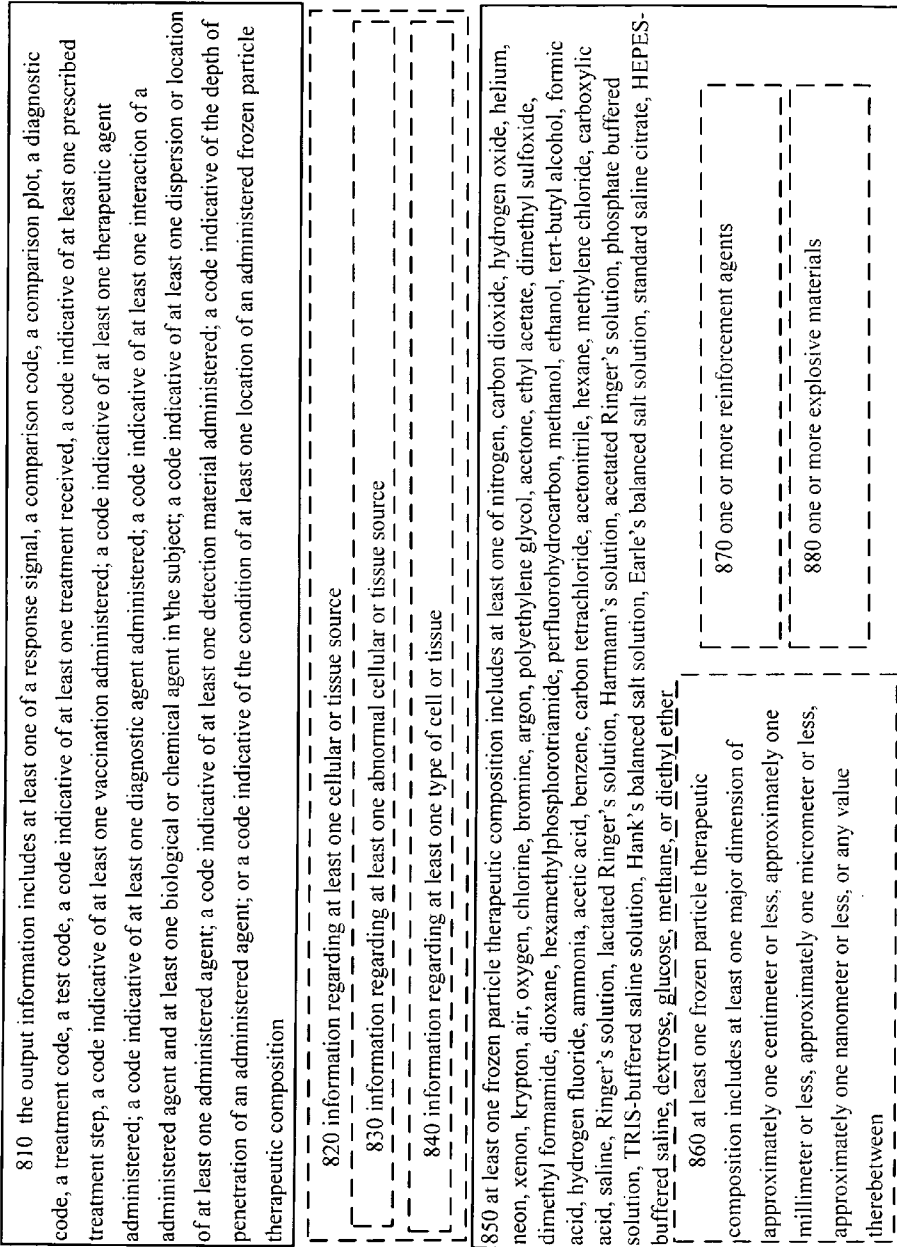 810 the output information includes at least one of a response signal, a comparison code, a comparison plot, a diagnostic
code, a treatment code, a test code, a code indicative of at least one treatment received, a code indicative of at least one prescribed
treatment step, a code indicative of at least one vaccination administered; a code indicative of at least one therapeutic agent
administered; a code indicative of at least one diagnostic agent administered; a code indicative of at least one interaction of a
administered agent and at least one biological or chemical agent in the subject; a code indicative of at least one dispersion or location
of at least one administered agent; a code indicative of at least one detection material administered; a code indicative of the depth of
penetration of an administered agent; or a code indicative of the condition of at least one location of an administered frozen particle
therapeutic composition
820 information regarding at least one cellular or tissue source
830 information regarding at least one abnormal cellular or tissue source
840 information regarding at least one type of cell or tissue
850 at least one frozen particle therapeutic composition includes at least one of nitrogen, carbon dioxide, hydrogen oxide, helium,
neon, xenon, krypton, air, oxygen, chlorine, bromine, argon, polyethylene glycol, acetone, ethyl acetate, dimethyl sulfoxide,
dimethyl formamide, dioxane, hexamethylphosphorotriamide, perfluorohydrocarbon, methanol, ethanol, tert-butyl alcohol, formic
acid, hydrogen fluoride, ammonia, acetic acid, benzene, carbon tetrachloride, acetonitrile, hexane, methylene chloride, carboxylic
acid, saline, Ringer's solution, lactated Ringer's solution, Hartmann's solution, acetated Ringer's solution, phosphate buffered
solution, TRIS-buffered saline solution, Hank's balanced salt solution, Earle's balanced salt solution, standard saline citrate, HEPES-
buffered saline, dextrose, glucose, methane, or diethyl ether
860 at least one frozen particle therapeutic
composition includes at least one major dimension of
approximately one centimeter or less, approximately one
millimeter or less, approximately one micrometer or less,
approximately one nanometer or less, or any value
therebetween
870 one or more reinforcement agents
880 one or more explosive materials